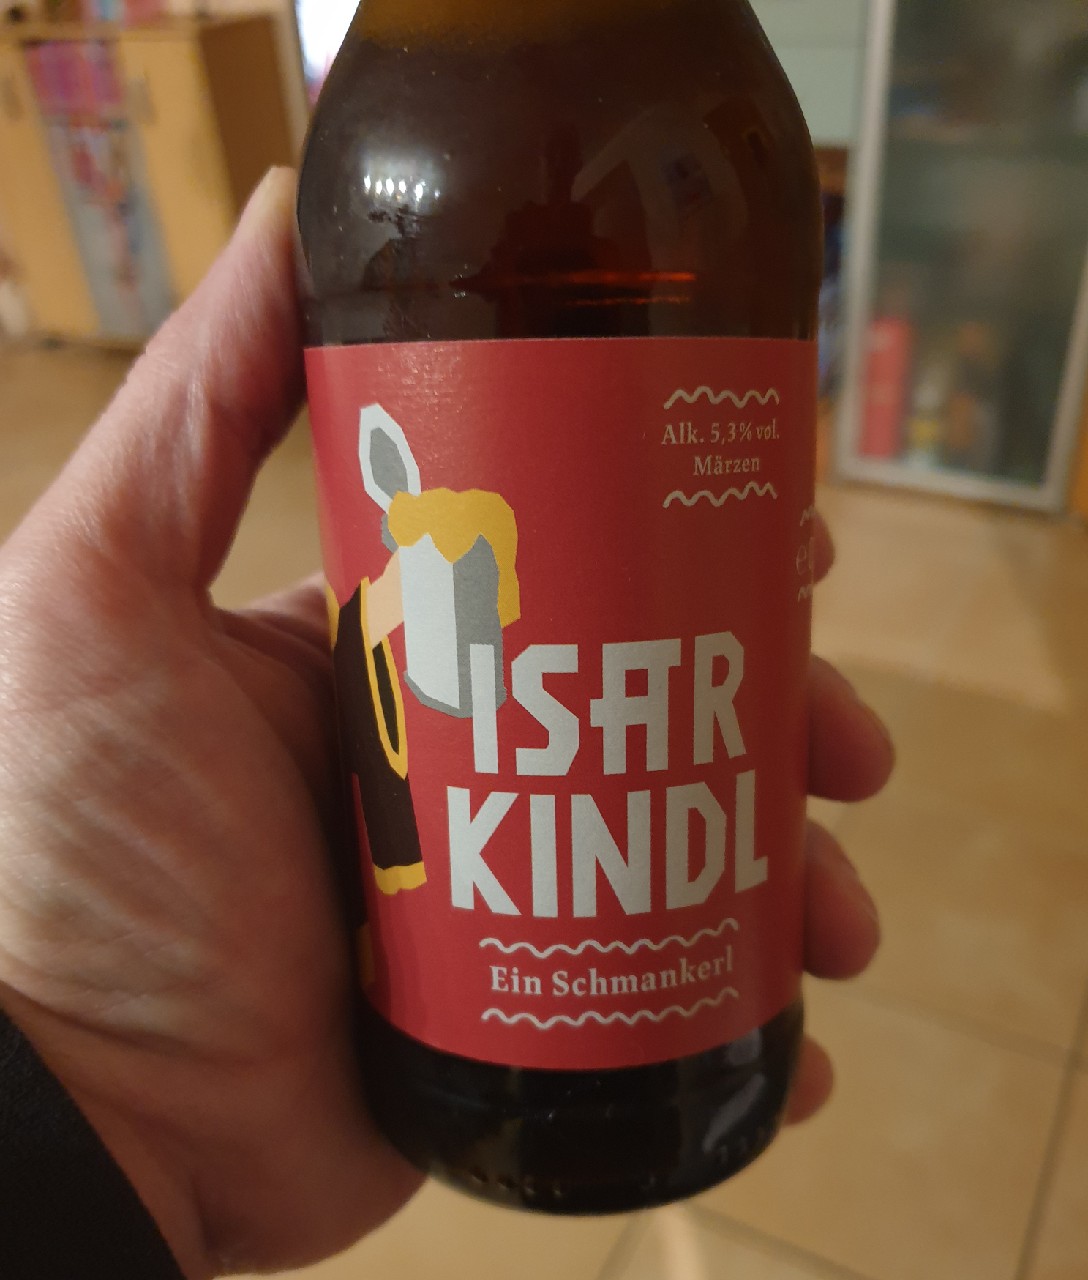 Alk. 5,3% vol.
Märzen
ISAR
KINDL
Ein Schmankerl